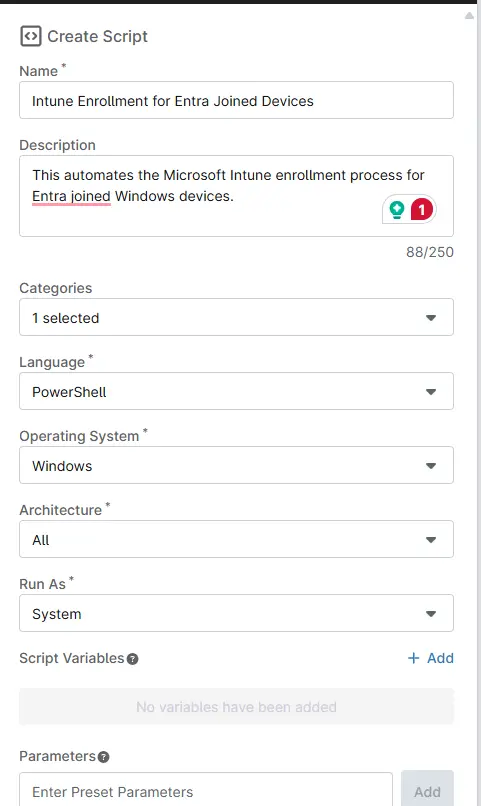 Create Script
Name *
Intune Enrollment for Entra Joined Devices
Description
This automates the Microsoft Intune enrollment process for
Entra joined Windows devices.
1
88/250
Categories
1 selected
Language *
PowerShell
Operating System *
Windows
Architecture *
All
Run As *
System
Script Variables ?
+ Add
No variables have been added
Parameters ?
Enter Preset Parameters
Add